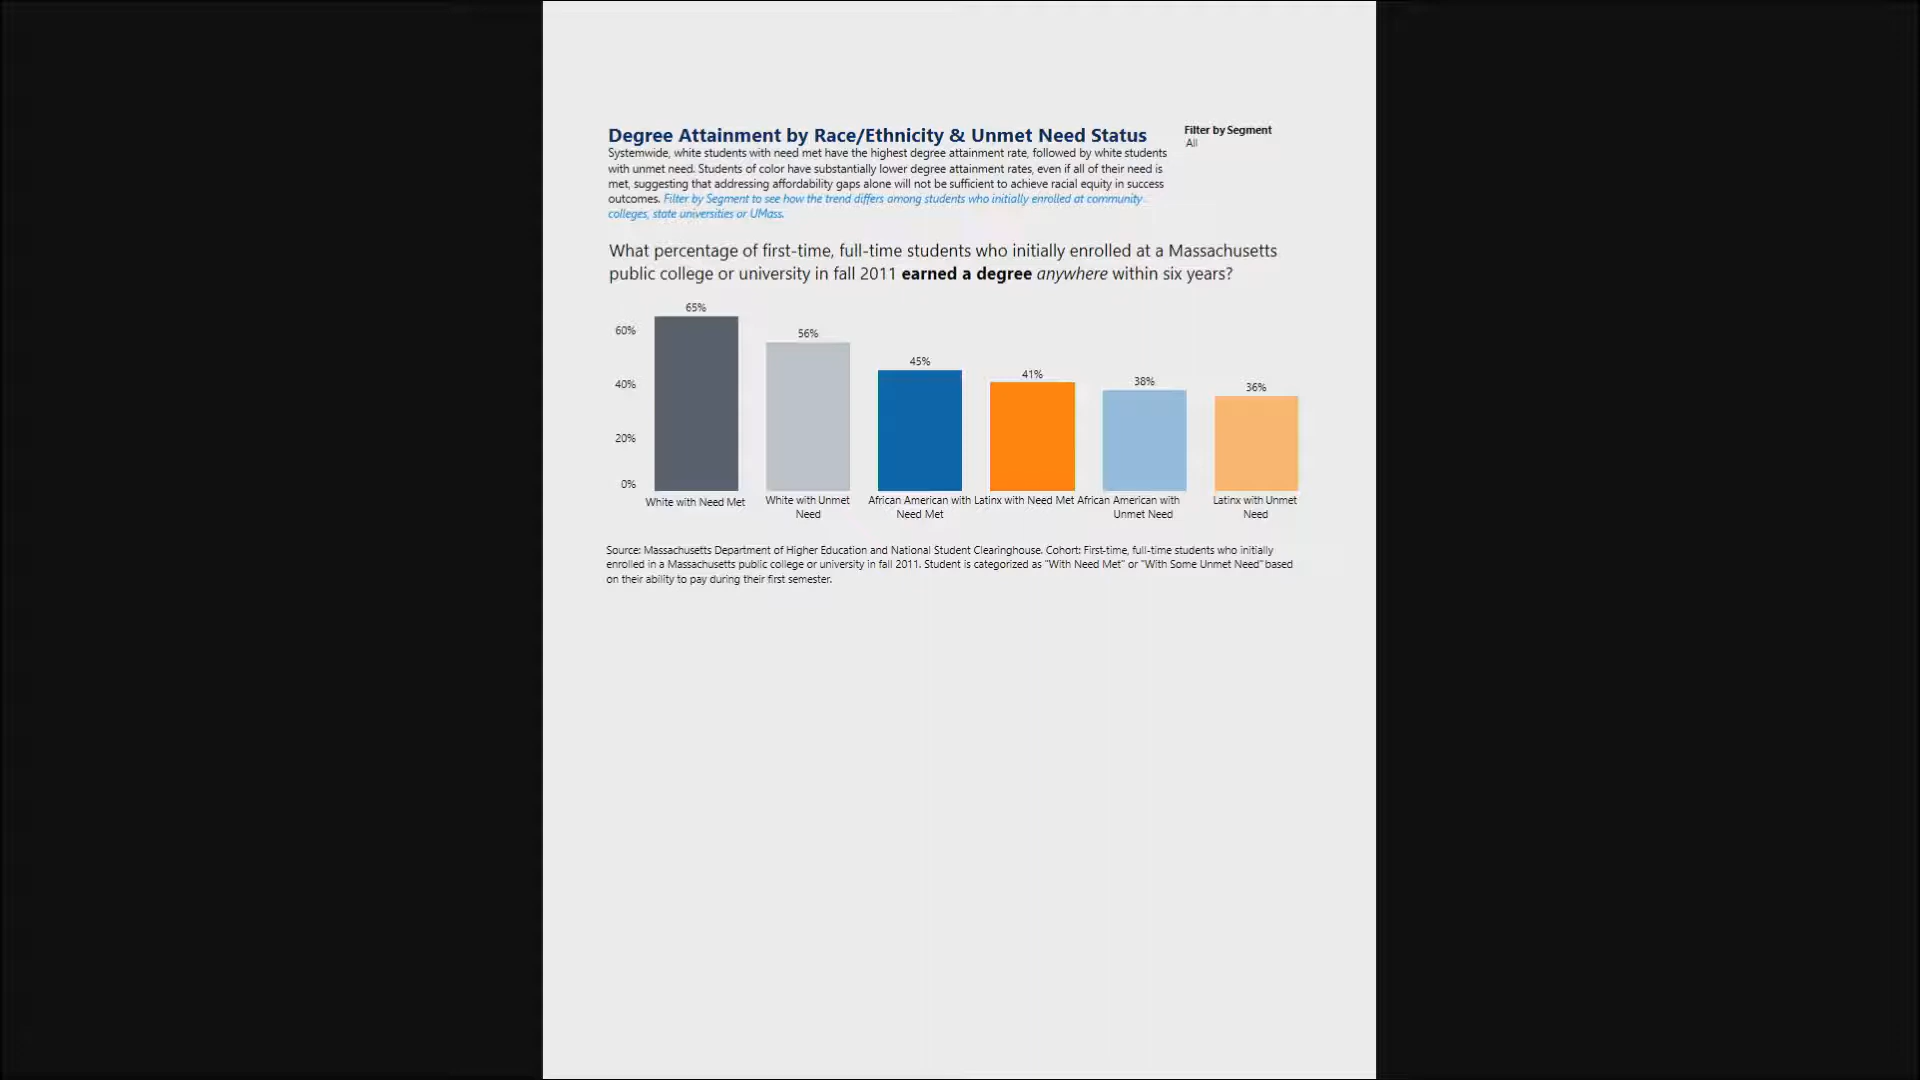 Degree Attainment by Race/Ethnicity & Unmet Need Status
Filter by Segment
All
Systemwide, white students with need met have the highest degree attainment rate, followed by white students
with unmet need. Students of color have substantially lower degree attainment rates, even if all of their need is
met, suggesting that addressing affordability gaps alone will not be sufficient to achieve racial equity in success
outcomes. Filter by Segment to see how the trend differs among students who initially enrolled at community
colleges, state universities or UMass.
What percentage of first-time, full-time students who initially enrolled at a Massachusetts
public college or university in fall 2011 earned a degree anywhere within six years?
65%
56%
45%
41%
38%
36%
60%
40%
20%
0%
White with Need Met
White with Unmet
Need
African American with
Need Met
Latinx with Need Met
African American with
Unmet Need
Latinx with Unmet
Need
Source: Massachusetts Department of Higher Education and National Student Clearinghouse. Cohort: First-time, full-time students who initially
enrolled in a Massachusetts public college or university in fall 2011. Student is categorized as "With Need Met" or "With Some Unmet Need" based
on their ability to pay during their first semester.